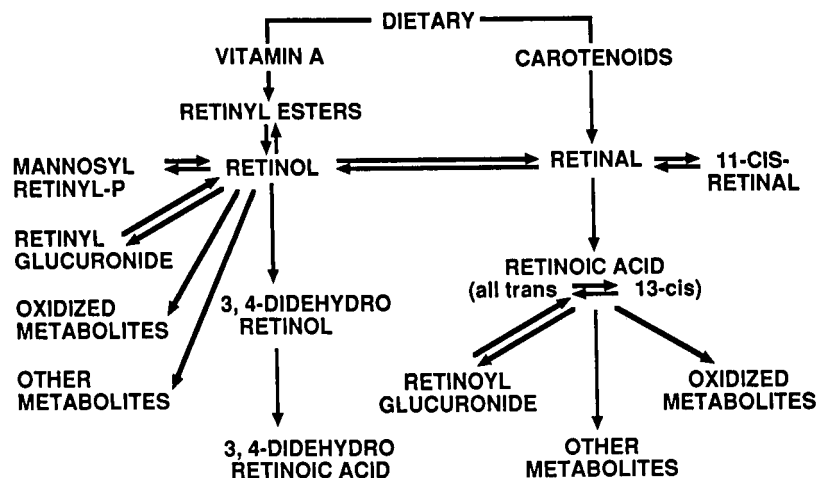 DIETARY
VITAMIN A
CAROTENOIDS
RETINYL ESTERS
MANNOSYL
RETINYL-P
RETINOL
RETINAL
11-CIS-
RETINAL
RETINYL
GLUCURONIDE
RETINOIC ACID
(all trans 13-cis)
OXIDIZED
METABOLITES
3, 4-DIDEHYDRO
RETINOL
OTHER
METABOLITES
RETINOYL
GLUCURONIDE
OXIDIZED
METABOLITES
3, 4-DIDEHYDRO
RETINOIC ACID
OTHER
METABOLITES